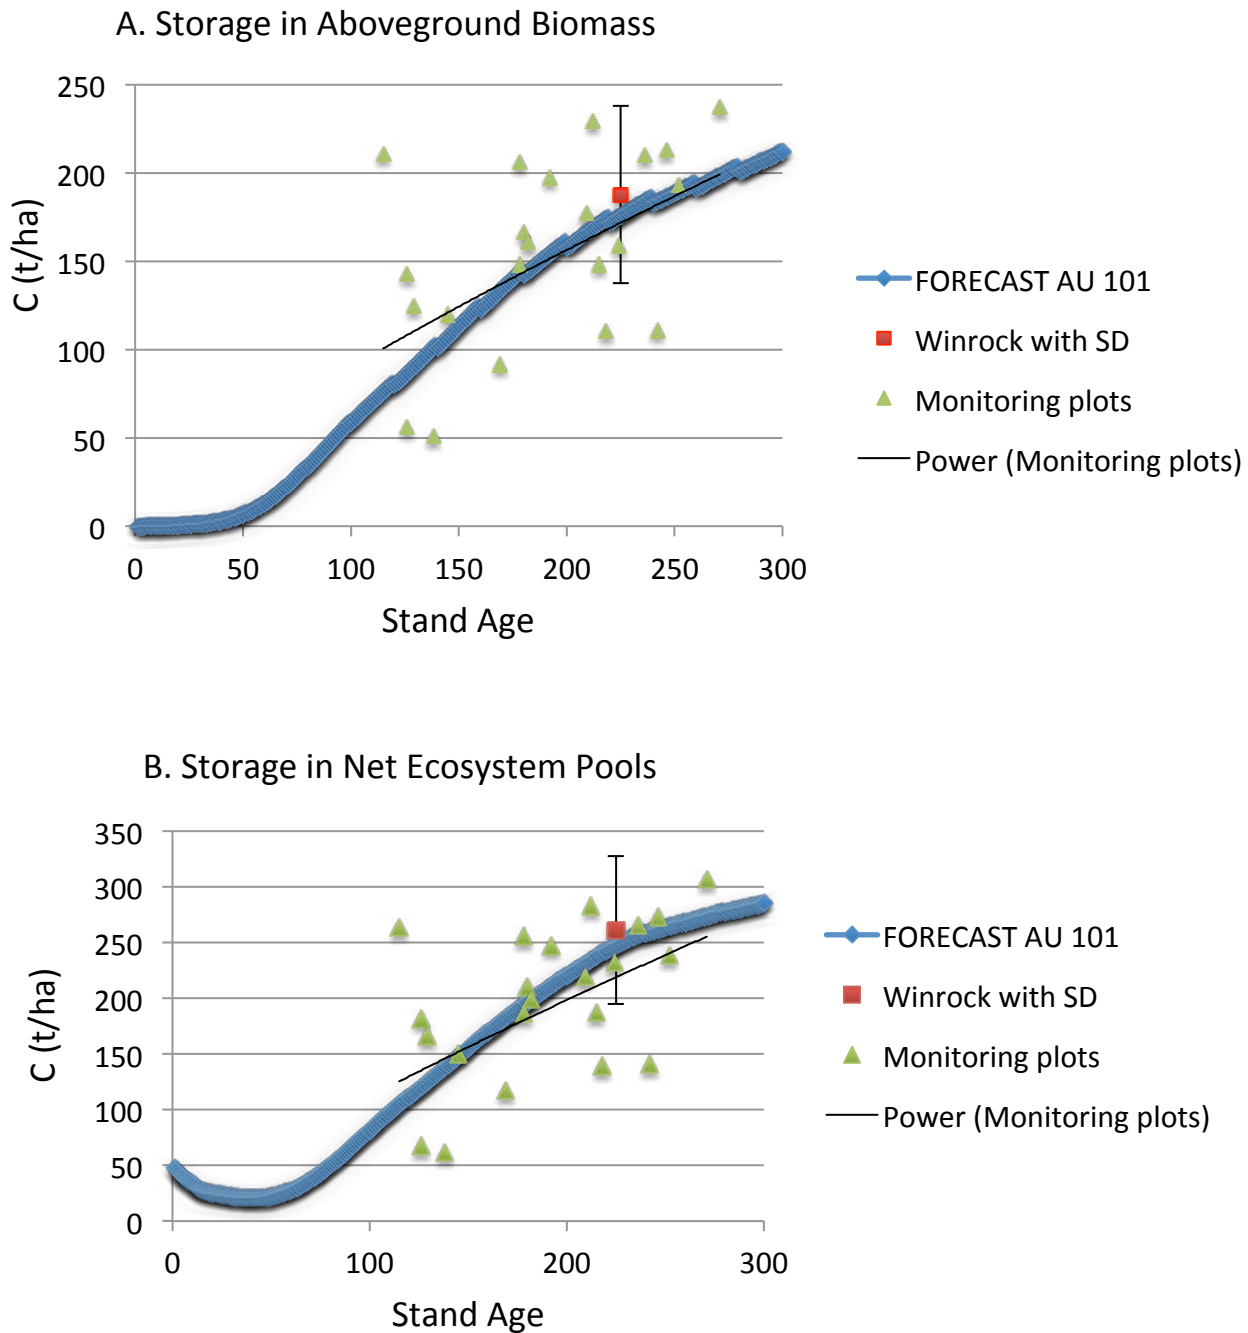 A. Storage in Aboveground Biomass
250
200
150
100
50
0
C (t/ha)
0 50 100 150 200 250 300
Stand Age
FORECAST AU 101
Winrock with SD
Monitoring plots
Power (Monitoring plots)
B. Storage in Net Ecosystem Pools
350
300
250
200
150
100
50
0
C (t/ha)
0 100 200 300
Stand Age
FORECAST AU 101
Winrock with SD
Monitoring plots
Power (Monitoring plots)